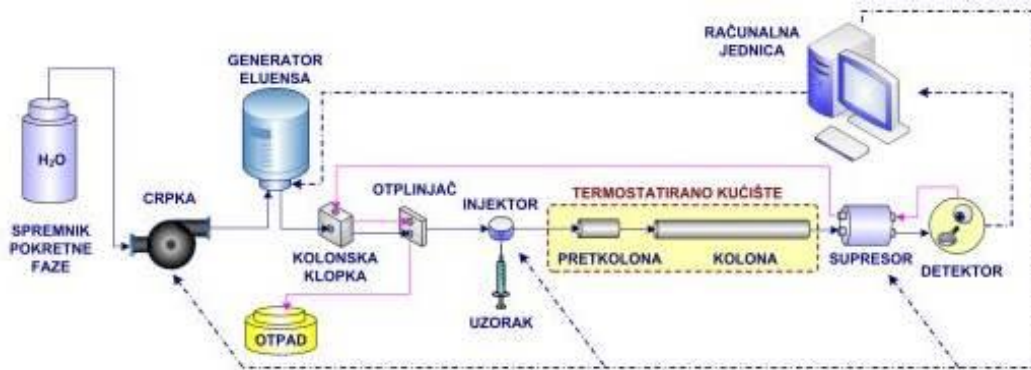 RAČUNALNA
JEDNICA
GENERATOR
ELUENSA
H₂O
CRPKA
OTPLINJAČ
INJEKTOR
TERMOSTATIRANO KUĆIŠTE
SPREMNIK
POKRETNE
FAZE
KOLONSKA
KLOPKA
PRETKOLONA
KOLONA
SUPRESOR
DETEKTOR
OTPAD
UZORAK